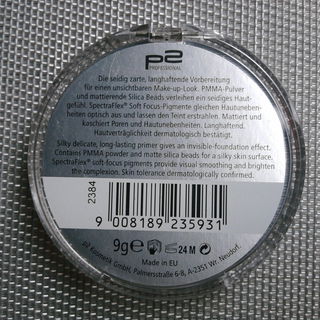 p2
PROFESSIONAL
Die seidig zarte, langhaftende Vorbereitung
für einen unsichtbaren Make-up-Look. PMMA-Pulver
und mattierende Silica Beads verleihen ein seidiges Haut-
gefühl. SpectraFlex® Soft Focus-Pigmente gleichen Hautuneben-
heiten optisch aus und lassen den Teint erstrahlen. Mattiert und
kaschiert Poren und Hautunebenheiten. Langhaftend.
Hautverträglichkeit dermatologisch bestätigt.
Silky delicate, long-lasting primer gives an invisible-foundation effect.
Contains PMMA powder and matte silica beads for a silky skin surface.
SpectraFlex® soft focus pigments provide visual smoothing and brighten
the complexion. Skin tolerance dermatologically confirmed.
2384
9 008189 235931
9g e 24 M
Made in EU
p2 Kosmetik GmbH, Palmersstraße 6-8, A-2351 Wr. Neudorf.